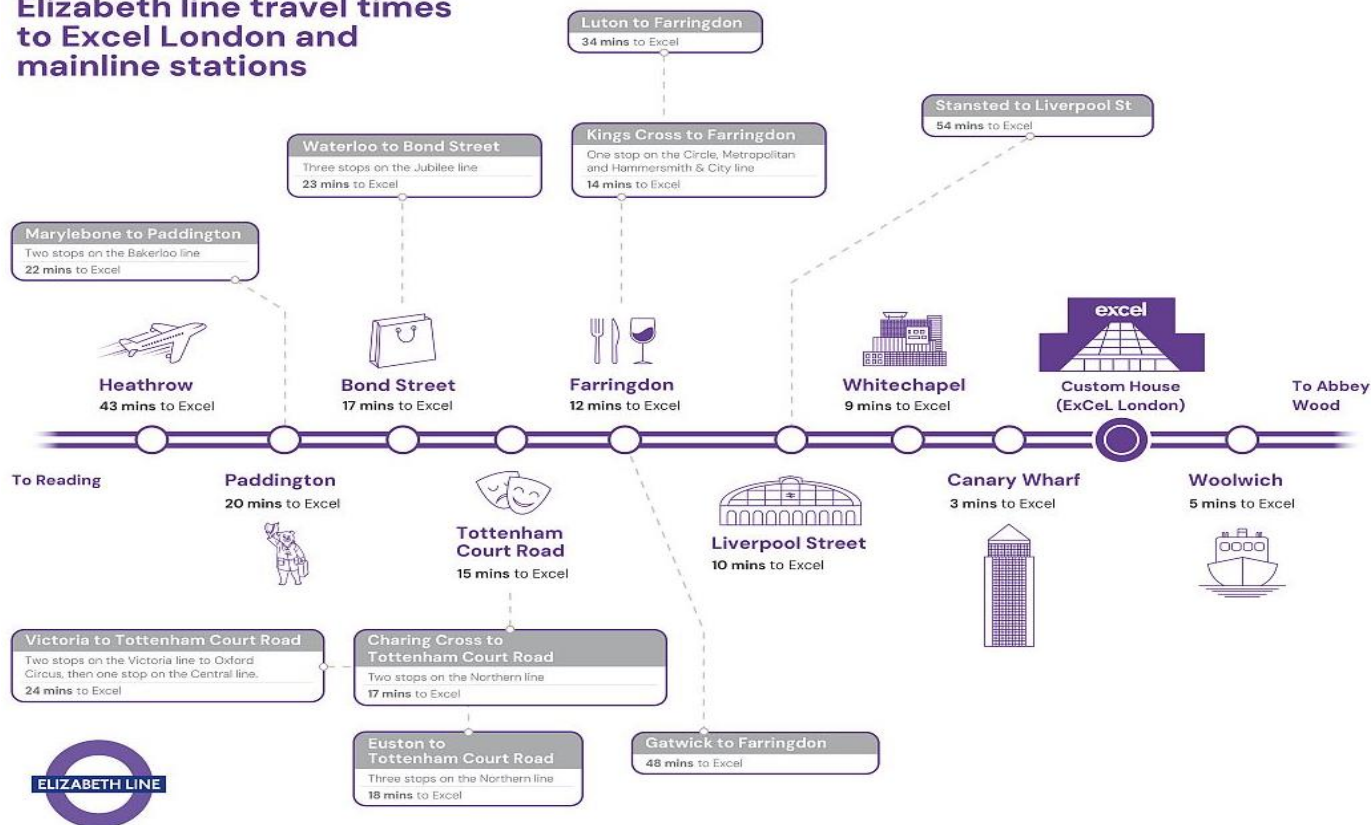 Elizabeth line travel times
to Excel London and
mainline stations
Luton to Farringdon
34 mins to Excel
Stansted to Liverpool St
54 mins to Excel
Kings Cross to Farringdon
One stop on the Circle, Metropolitan
and Hammersmith & City line
14 mins to Excel
Waterloo to Bond Street
Three stops on the Jubilee line
23 mins to Excel
Marylebone to Paddington
Two stops on the Bakerloo line
22 mins to Excel
excel
Heathrow
43 mins to Excel
Bond Street
17 mins to Excel
Farringdon
12 mins to Excel
Whitechapel
9 mins to Excel
Custom House
(ExCeL London)
To Abbey
Wood
To Reading
Paddington
20 mins to Excel
Tottenham
Court Road
15 mins to Excel
Liverpool Street
10 mins to Excel
Canary Wharf
3 mins to Excel
Woolwich
5 mins to Excel
Victoria to Tottenham Court Road
Two stops on the Victoria line to Oxford
Circus, then one stop on the Central line.
24 mins to Excel
Charing Cross to
Tottenham Court Road
Two stops on the Northern line
17 mins to Excel
Euston to
Tottenham Court Road
Three stops on the Northern line
18 mins to Excel
Gatwick to Farringdon
48 mins to Excel
ELIZABETH LINE